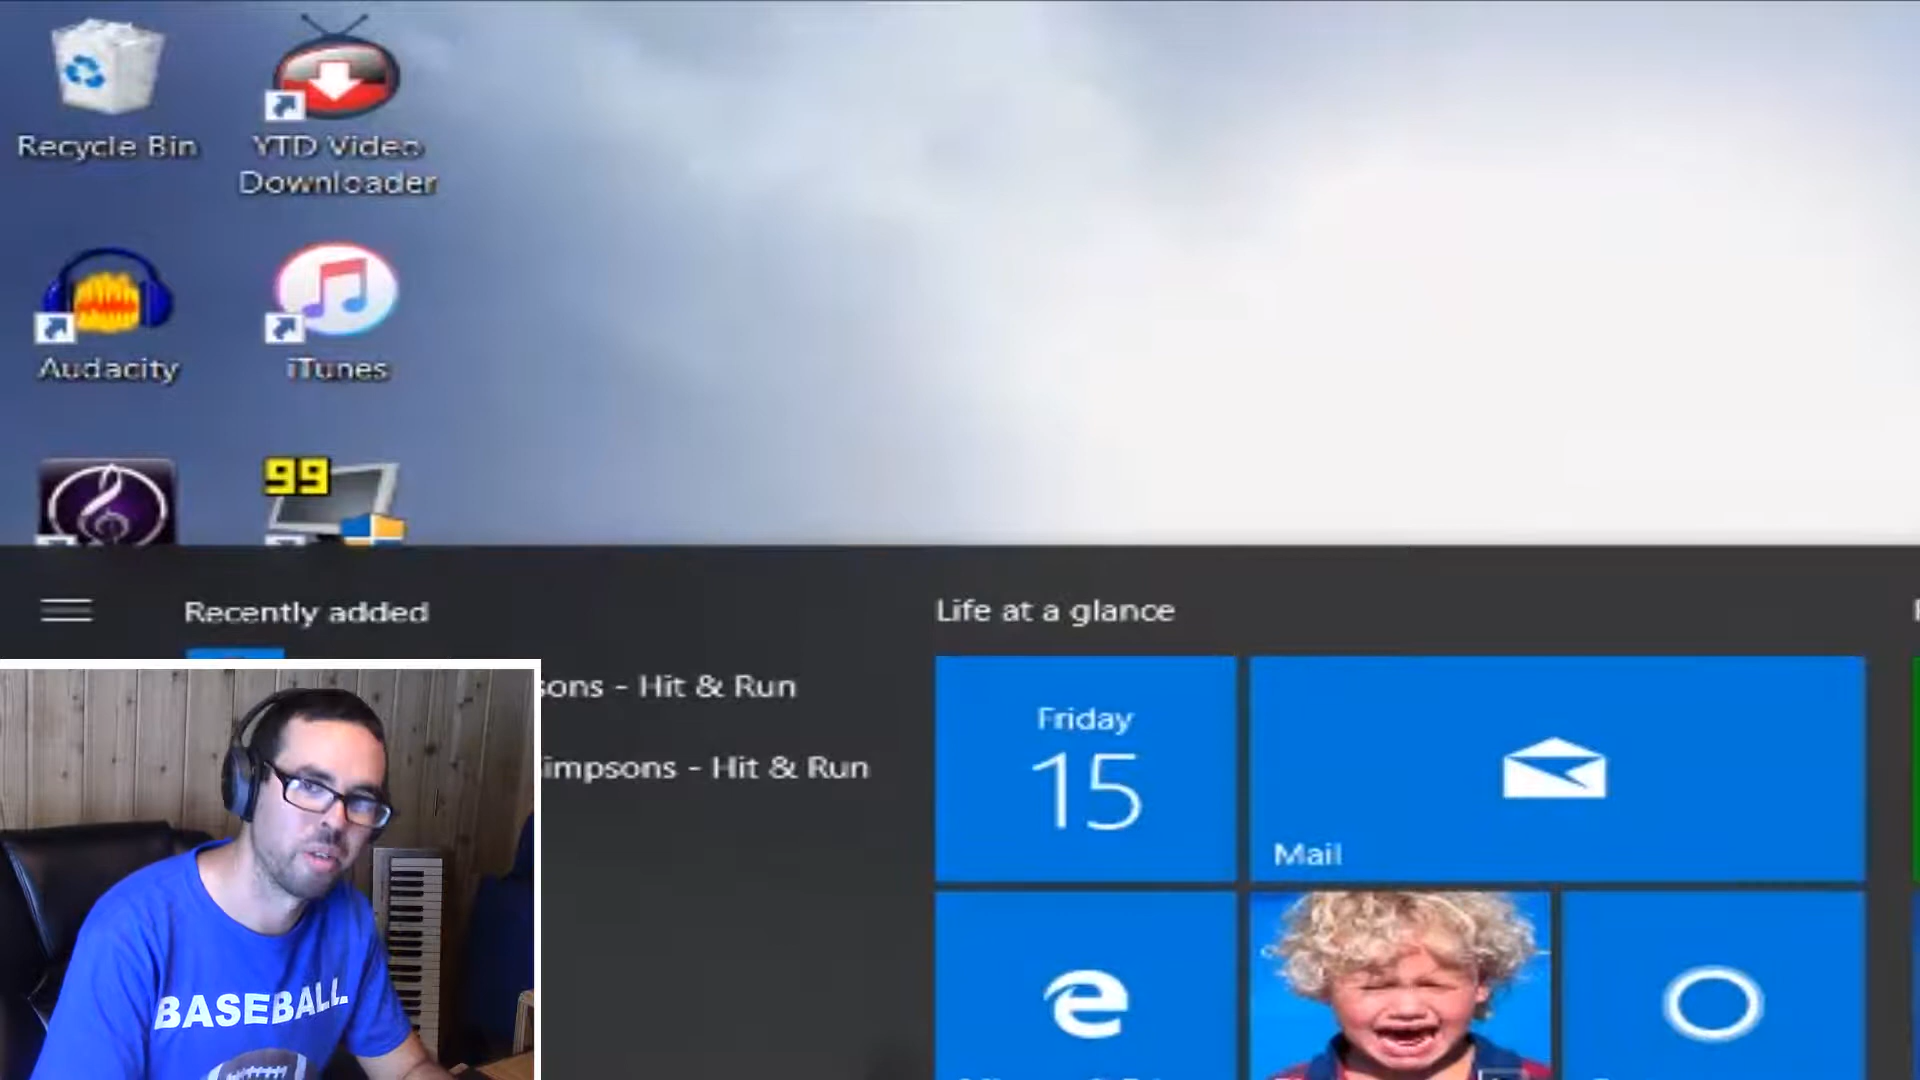 Recycle Bin
YTD Video
Downloader
Audacity
iTunes
99
Recently added
Life at a glance
sons - Hit & Run
Simpsons - Hit & Run
Friday
15
Mail
BASEBALL